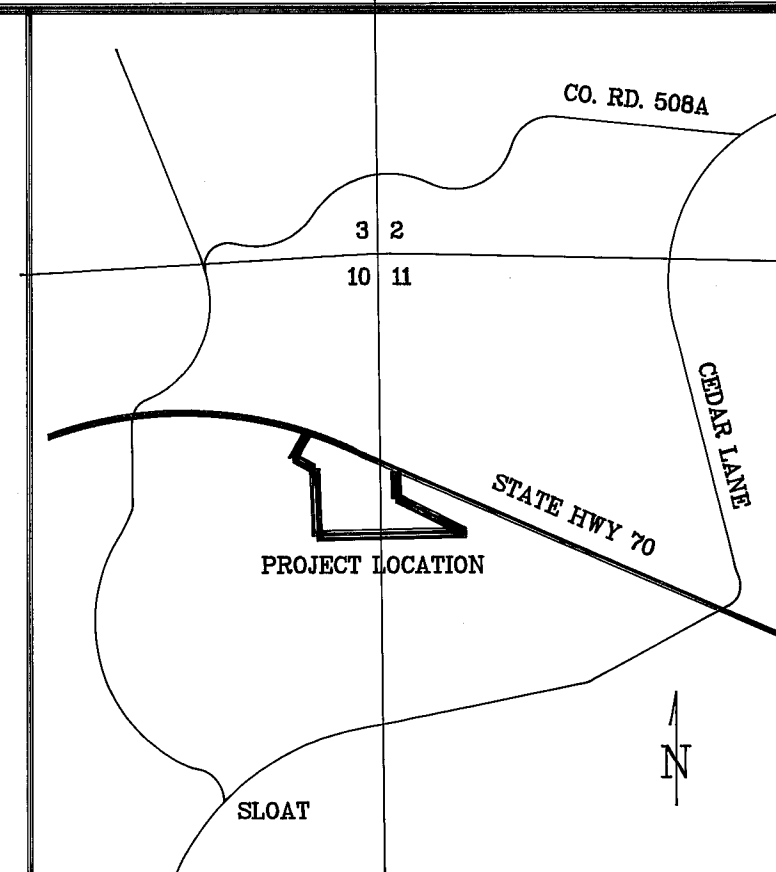 CO. RD. 508A
3 2
10 11
CEDAR LANE
STATE HWY 70
PROJECT LOCATION
N
SLOAT